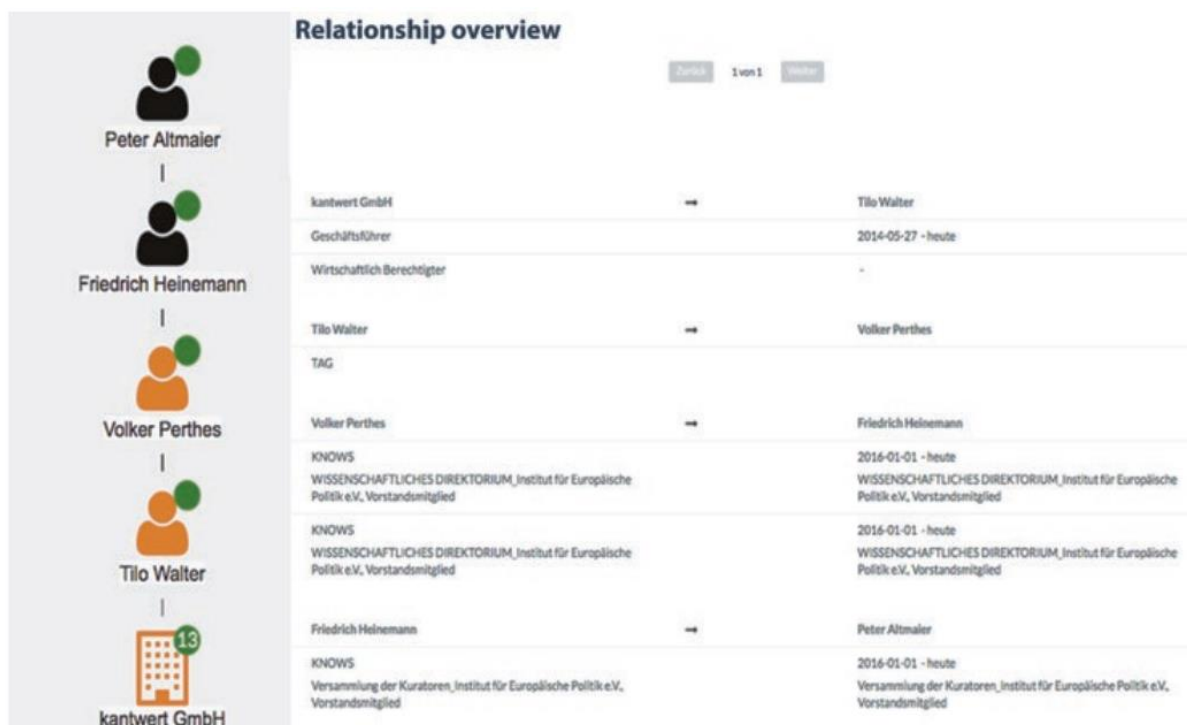 Relationship overview
Zurück 1 von 1 Weiter
Peter Altmaier
Friedrich Heinemann
Volker Perthes
Tilo Walter
13
kantwert GmbH
kantwert GmbH → Tilo Walter
Geschäftsführer 2014-05-27 - heute
Wirtschaftlich Berechtigter -
Tilo Walter → Volker Perthes
TAG
Volker Perthes → Friedrich Heinemann
KNOWS 2016-01-01 - heute
WISSENSCHAFTLICHES DIREKTORIUM_Institut für Europäische WISSENSCHAFTLICHES DIREKTORIUM_Institut für Europäische
Politik e.V., Vorstandsmitglied Politik e.V., Vorstandsmitglied
KNOWS 2016-01-01 - heute
WISSENSCHAFTLICHES DIREKTORIUM_Institut für Europäische WISSENSCHAFTLICHES DIREKTORIUM_Institut für Europäische
Politik e.V., Vorstandsmitglied Politik e.V., Vorstandsmitglied
Friedrich Heinemann → Peter Altmaier
KNOWS 2016-01-01 - heute
Versammlung der Kuratoren_Institut für Europäische Politik e.V., Versammlung der Kuratoren_Institut für Europäische Politik e.V.,
Vorstandsmitglied Vorstandsmitglied